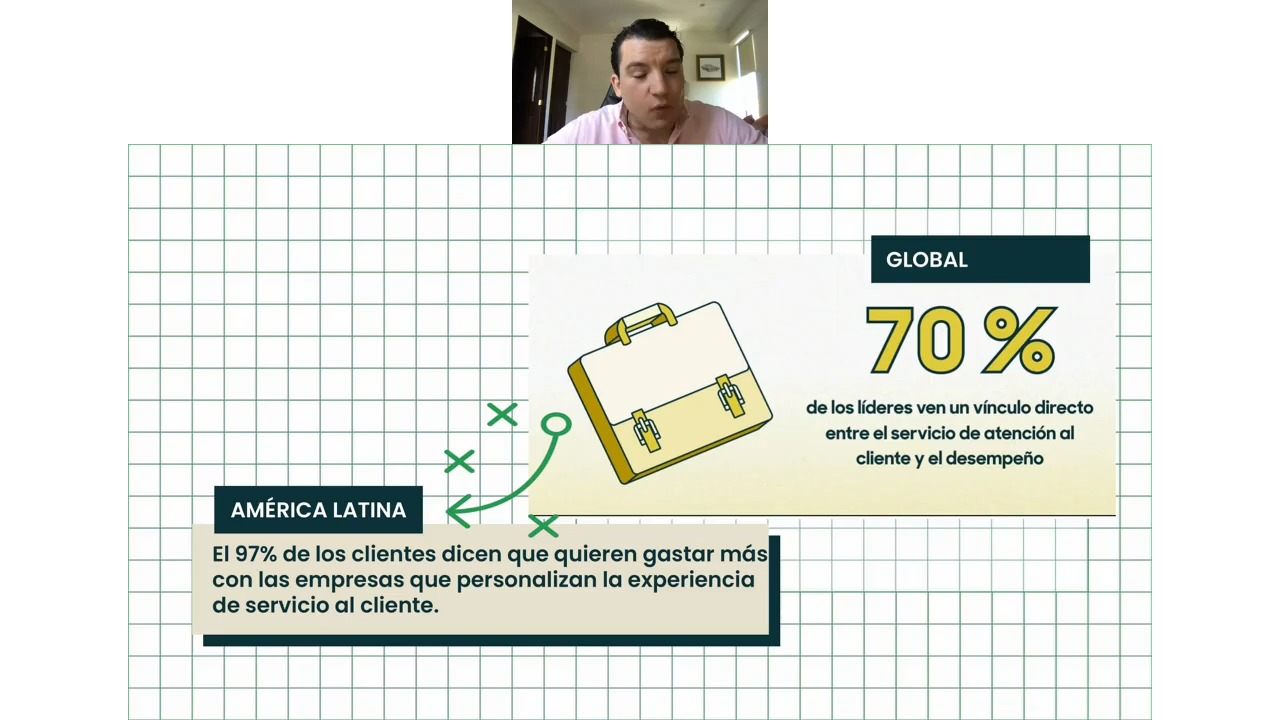 GLOBAL
70 %
de los líderes ven un vínculo directo
entre el servicio de atención al
cliente y el desempeño
AMÉRICA LATINA
El 97% de los clientes dicen que quieren gastar más
con las empresas que personalizan la experiencia
de servicio al cliente.